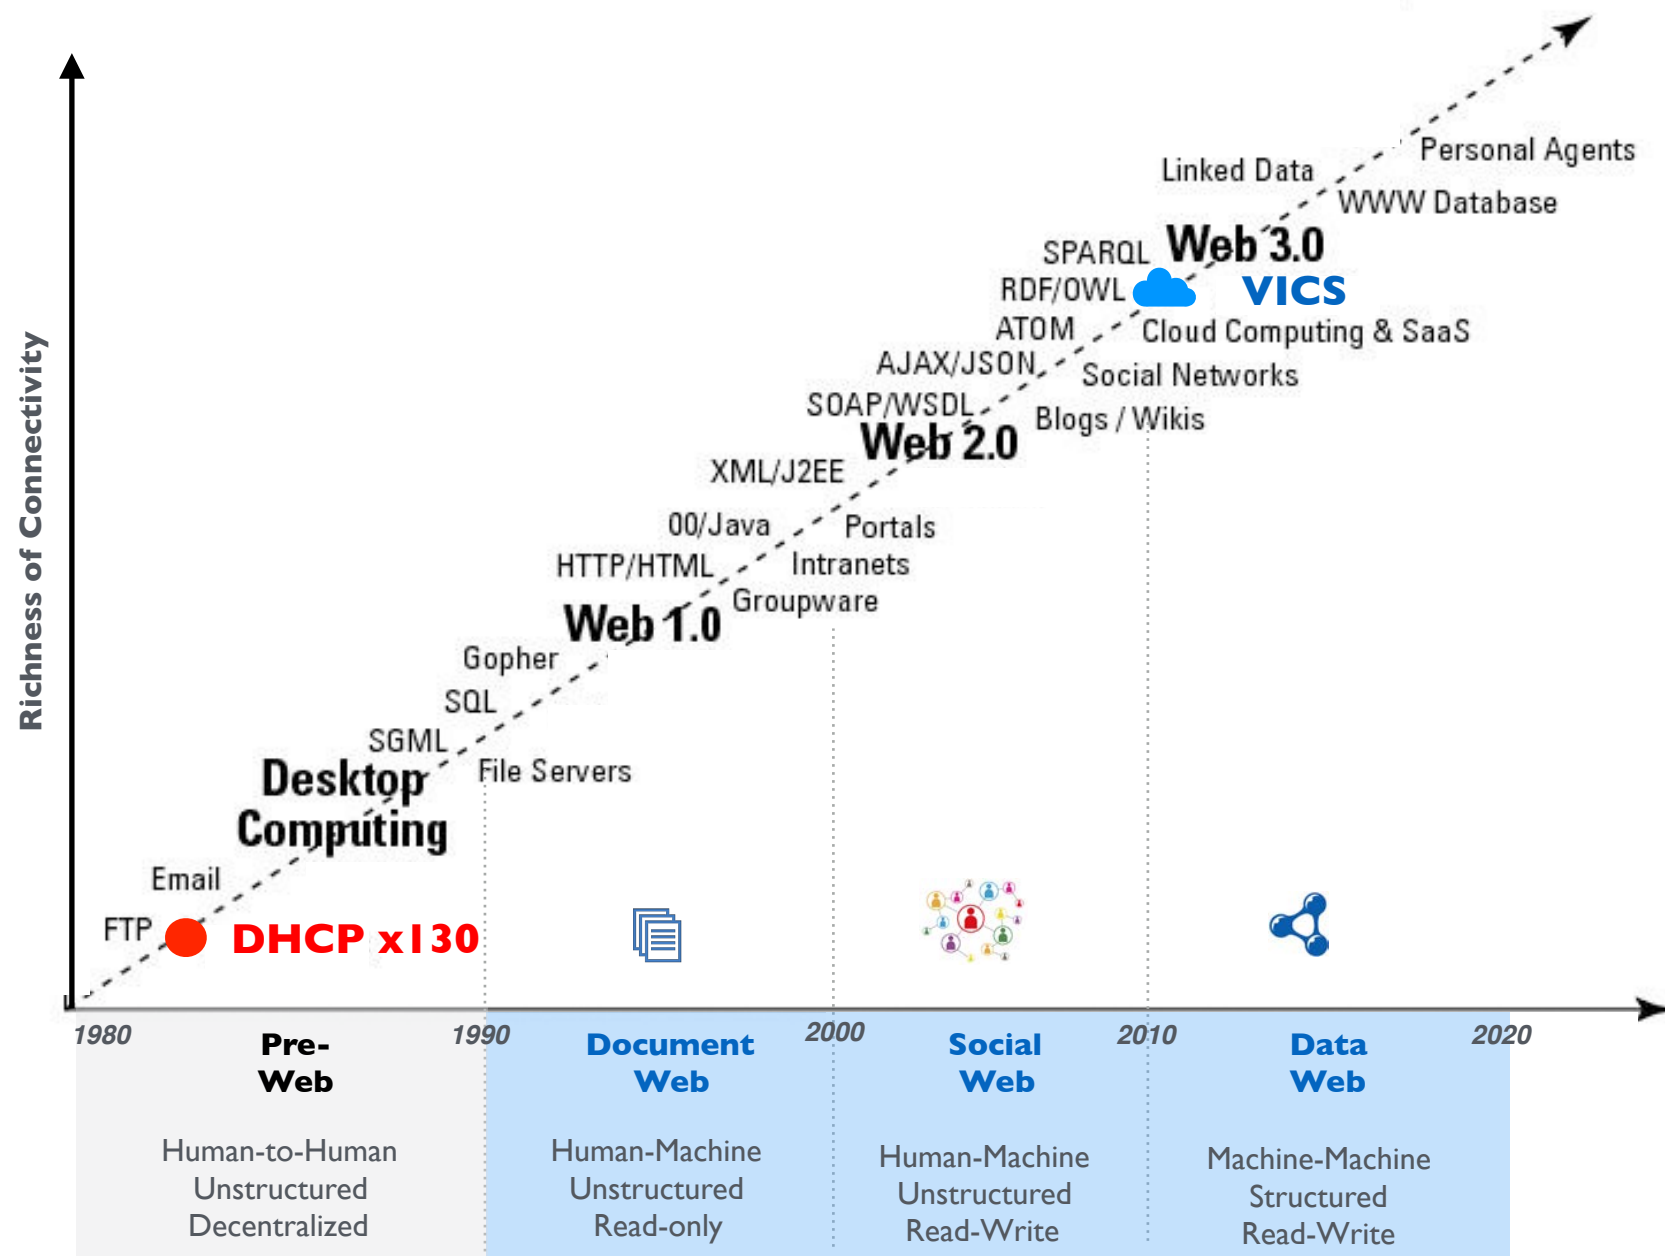 Personal Agents
Linked Data
WWW Database
SPARQL
Web 3.0
RDF/OWL
VICS
ATOM
Cloud Computing & SaaS
AJAX/JSON
Social Networks
SOAP/WSDL
Blogs / Wikis
Web 2.0
XML/J2EE
OO/Java
Portals
HTTP/HTML
Intranets
Groupware
Web 1.0
Gopher
SQL
SGML
File Servers
Desktop
Computing
Email
FTP
DHCP x130
Richness of Connectivity
1980
1990
2000
2010
2020
Pre-
Web
Human-to-Human
Unstructured
Decentralized
Document
Web
Human-Machine
Unstructured
Read-only
Social
Web
Human-Machine
Unstructured
Read-Write
Data
Web
Machine-Machine
Structured
Read-Write